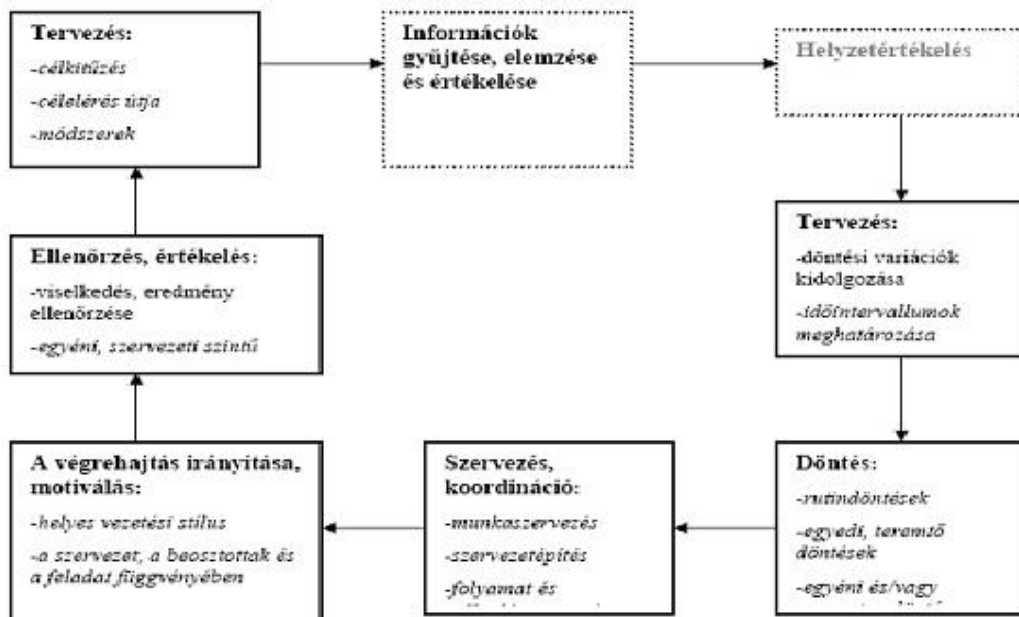 Tervezés:
-célkitűzés
-célelérés útja
-módszerek
Információk
gyűjtése, elemzése
és értékelése
Helyzetértékelés
Tervezés:
-döntési variációk
kidolgozása
-időintervallumok
meghatározása
Döntés:
-rutindöntések
-egyedi, teremtő
döntések
-egyéni és/vagy
Szervezés,
koordináció:
-munkaszervezés
-szervezetépítés
-folyamat és
A végrehajtás irányítása,
motiválás:
-helyes vezetési stílus
-a szervezet, a beosztottak és
a feladat függvényében
Ellenőrzés, értékelés:
-viselkedés, eredmény
ellenőrzése
-egyéni, szervezeti szintű